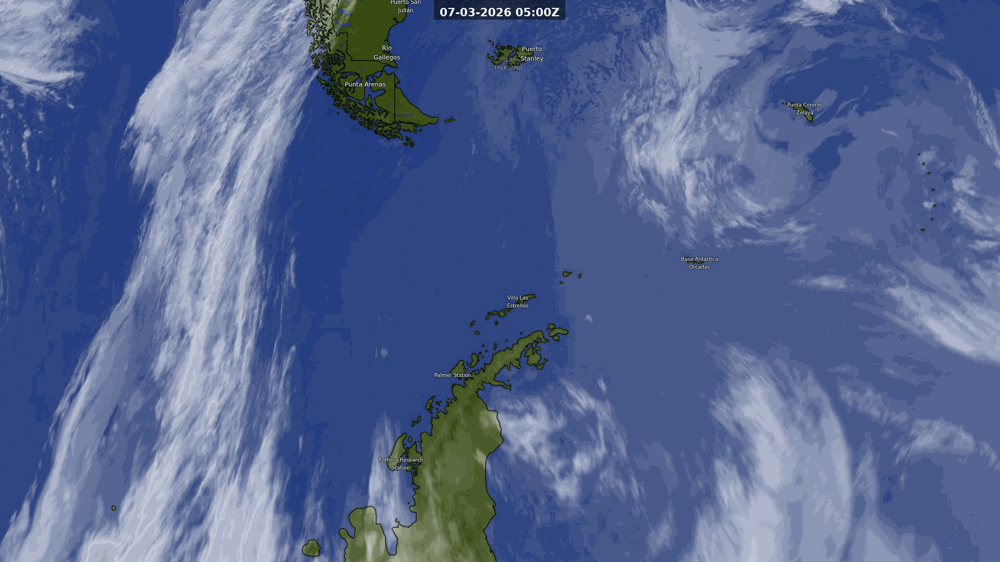 Puerto San
Julián
07-03-2026 05:00Z
Río
Gallegos
Puerto
Stanley
ISLAS
FALKLAND
Punta Arenas
Punta Coronel
Zelaya
Base Antartica
Orcadas
Villa Las
Estrellas
Palmer Station
Rothera Research
Station